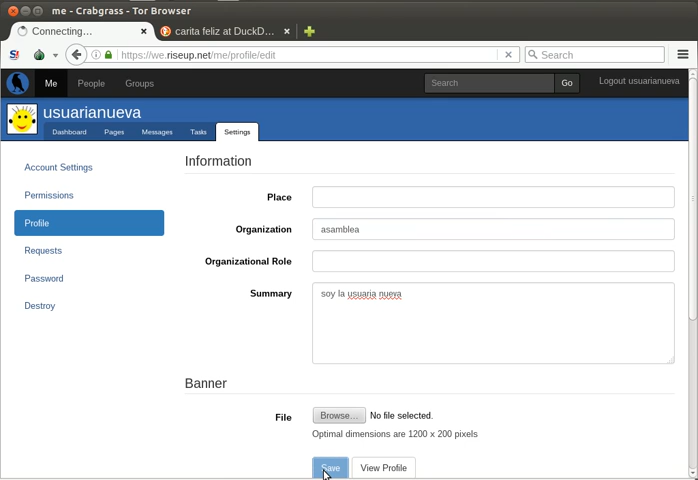 me - Crabgrass - Tor Browser
Connecting… carita feliz at DuckD…
https://we.riseup.net/me/profile/edit Search
Me People Groups Search Go Logout usuarianueva
usuarianueva
Dashboard Pages Messages Tasks Settings
Account Settings
Permissions
Profile
Requests
Password
Destroy
Information
Place
Organization asamblea
Organizational Role
Summary soy la usuaria nueva
Banner
File Browse… No file selected.
Optimal dimensions are 1200 x 200 pixels
Save View Profile